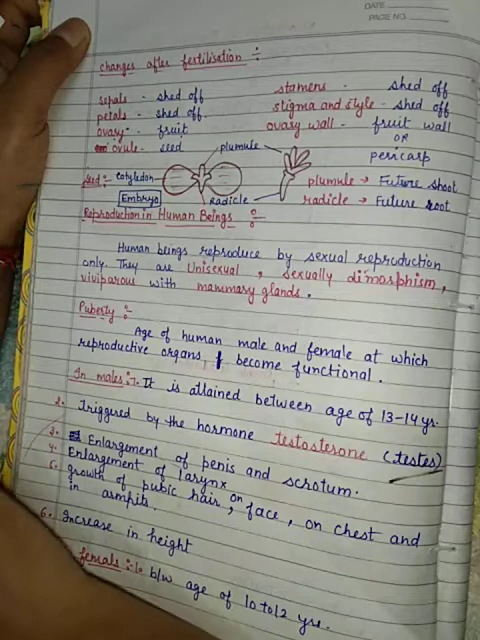 DATE
PAGE NO.
Changes after fertilisation :-
sepals - shed off
stamens - shed off
petals - shed off
stigma and style - shed off
ovary - fruit
ovary wall - fruit wall
ovule - seed
OR
plumule
pericarp
Seed :- cotyledon
plumule → Future shoot
Embryo
radicle
radicle → Future root
Reproduction in Human Beings :-
Human beings reproduce by sexual reproduction
only. They are Unisexual, sexually dimorphism,
viviparous with mammary glands.
Puberty :-
Age of human male and female at which
reproductive organs become functional.
In males :- 1. It is attained between age of 13-14 yr.
2. Triggered by the hormone testosterone (testes)
3. Enlargement of penis and scrotum.
4. Enlargement of larynx
5. growth of pubic hair, on face, on chest and
in armpits.
6. Increase in height
females :- 1. b/w age of 10 to 12 yrs.